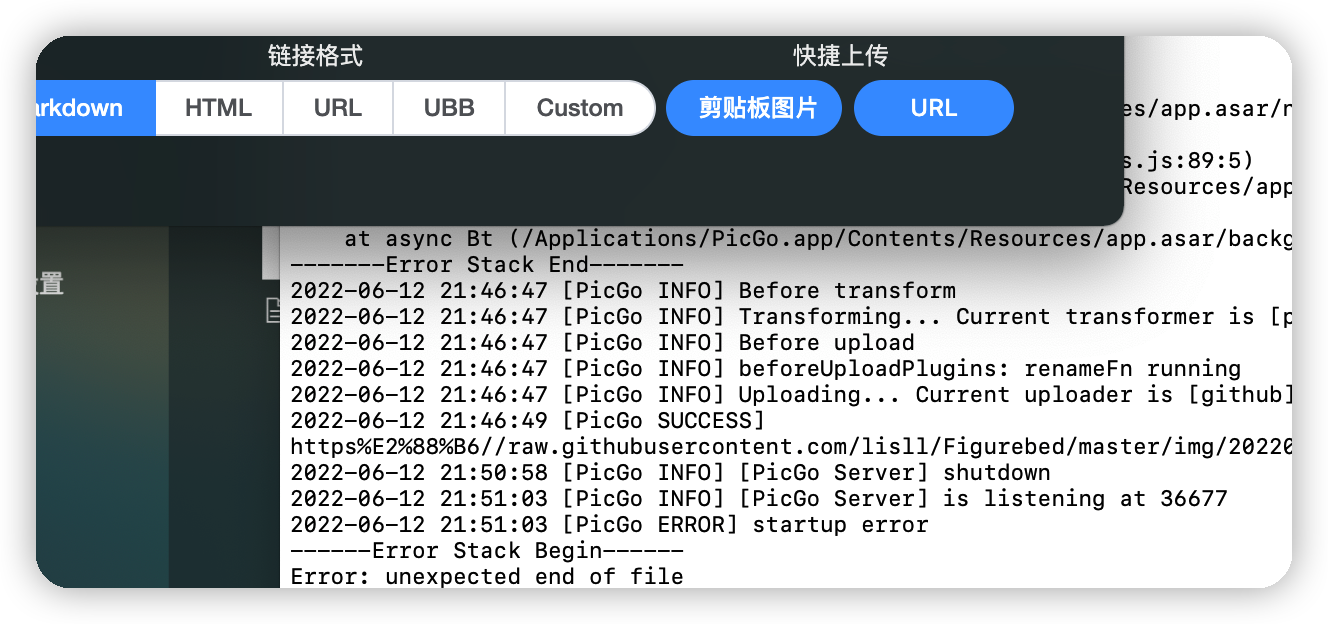 链接格式 快捷上传
arkdown HTML URL UBB Custom 剪贴板图片 URL
es/app.asar/n
s.js:89:5)
Resources/app
at async Bt (/Applications/PicGo.app/Contents/Resources/app.asar/backg
-------Error Stack End-------
置
2022-06-12 21:46:47 [PicGo INFO] Before transform
2022-06-12 21:46:47 [PicGo INFO] Transforming... Current transformer is [p
2022-06-12 21:46:47 [PicGo INFO] Before upload
2022-06-12 21:46:47 [PicGo INFO] beforeUploadPlugins: renameFn running
2022-06-12 21:46:47 [PicGo INFO] Uploading... Current uploader is [github]
2022-06-12 21:46:49 [PicGo SUCCESS]
https%E2%88%B6//raw.githubusercontent.com/lisll/Figurebed/master/img/20220
2022-06-12 21:50:58 [PicGo INFO] [PicGo Server] shutdown
2022-06-12 21:51:03 [PicGo INFO] [PicGo Server] is listening at 36677
2022-06-12 21:51:03 [PicGo ERROR] startup error
------Error Stack Begin------
Error: unexpected end of file